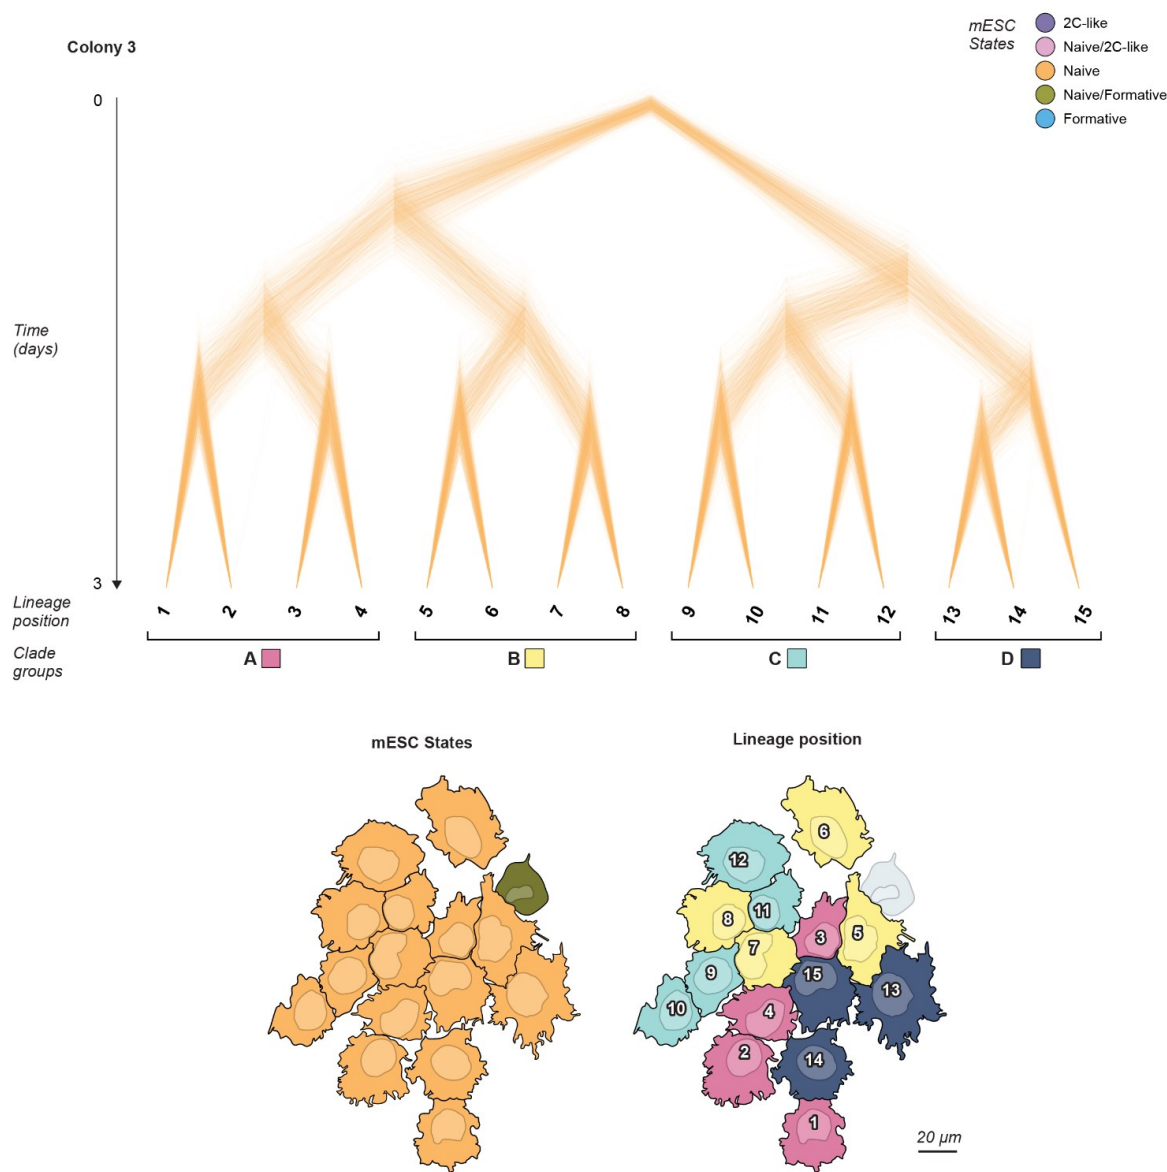 Colony 3
mESC
States
2C-like
Naive/2C-like
Naive
Naive/Formative
Formative
0
Time
(days)
3
Lineage
position
1 2 3 4 5 6 7 8 9 10 11 12 13 14 15
Clade
groups
A B C D
mESC States
Lineage position
6
12
8 11
3 5
7
9 15
13
10 4
2
14
1
20 µm